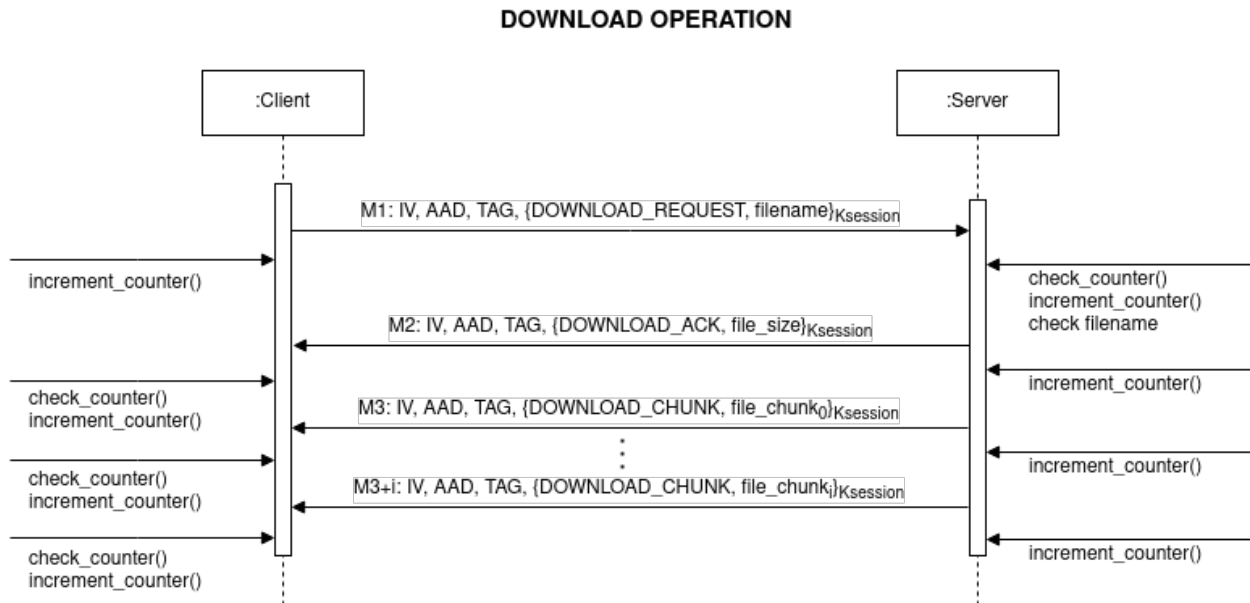 DOWNLOAD OPERATION
:Client
:Server
M1: IV, AAD, TAG, {DOWNLOAD_REQUEST, filename}Ksession
increment_counter()
check_counter()
increment_counter()
check filename
M2: IV, AAD, TAG, {DOWNLOAD_ACK, file_size}Ksession
check_counter()
increment_counter()
increment_counter()
M3: IV, AAD, TAG, {DOWNLOAD_CHUNK, file_chunk0}Ksession
check_counter()
increment_counter()
increment_counter()
M3+i: IV, AAD, TAG, {DOWNLOAD_CHUNK, file_chunki}Ksession
check_counter()
increment_counter()
increment_counter()